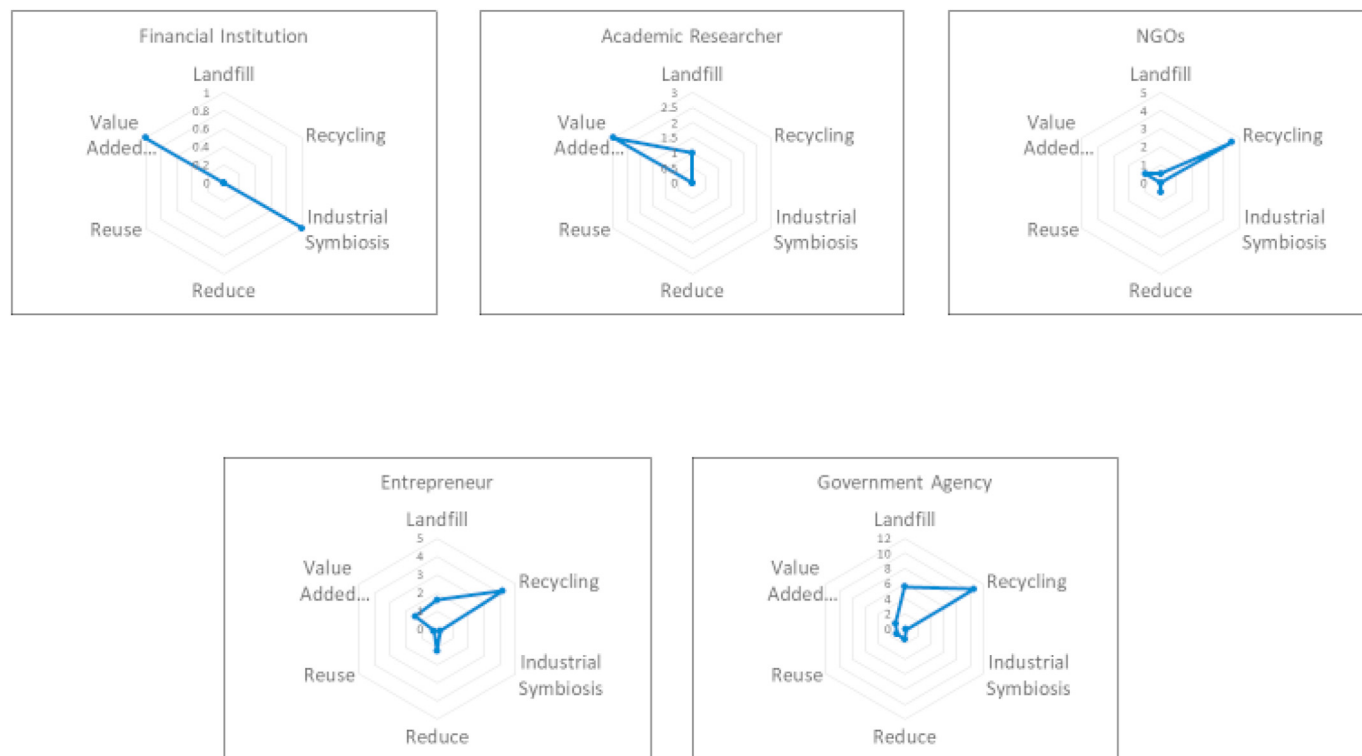 Financial Institution
Landfill
1
0.8
0.6
0.4
0.2
0
Value
Added...
Recycling
Reuse
Industrial
Symbiosis
Reduce
Academic Researcher
Landfill
3
2.5
2
1.5
1
0.5
0
Value
Added...
Recycling
Reuse
Industrial
Symbiosis
Reduce
NGOs
Landfill
5
4
3
2
1
0
Value
Added...
Recycling
Reuse
Industrial
Symbiosis
Reduce
Entrepreneur
Landfill
5
4
3
2
1
0
Value
Added...
Recycling
Reuse
Industrial
Symbiosis
Reduce
Government Agency
Landfill
12
10
8
6
4
2
0
Value
Added...
Recycling
Reuse
Industrial
Symbiosis
Reduce